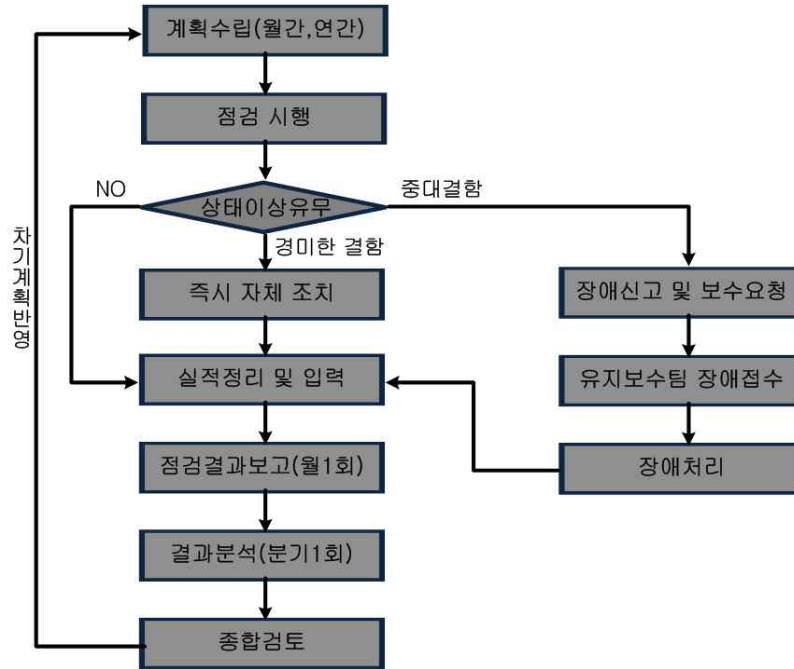 계획수립(월간,연간)
점검 시행
NO
중대결함
상태이상유무
경미한 결함
차기계획반영
즉시 자체 조치
장애신고 및 보수요청
실적정리 및 입력
유지보수팀 장애접수
점검결과보고(월1회)
장애처리
결과분석(분기1회)
종합검토